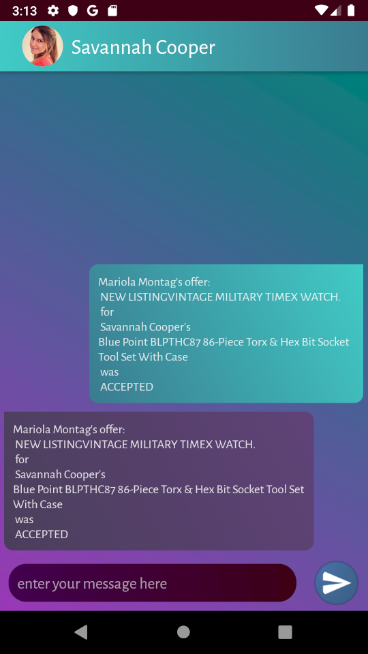 3:13
Savannah Cooper
Mariola Montag's offer:
NEW LISTINGVINTAGE MILITARY TIMEX WATCH.
for
Savannah Cooper's
Blue Point BLPTHC87 86-Piece Torx & Hex Bit Socket
Tool Set With Case
was
ACCEPTED
Mariola Montag's offer:
NEW LISTINGVINTAGE MILITARY TIMEX WATCH.
for
Savannah Cooper's
Blue Point BLPTHC87 86-Piece Torx & Hex Bit Socket Tool Set
With Case
was
ACCEPTED
enter your message here